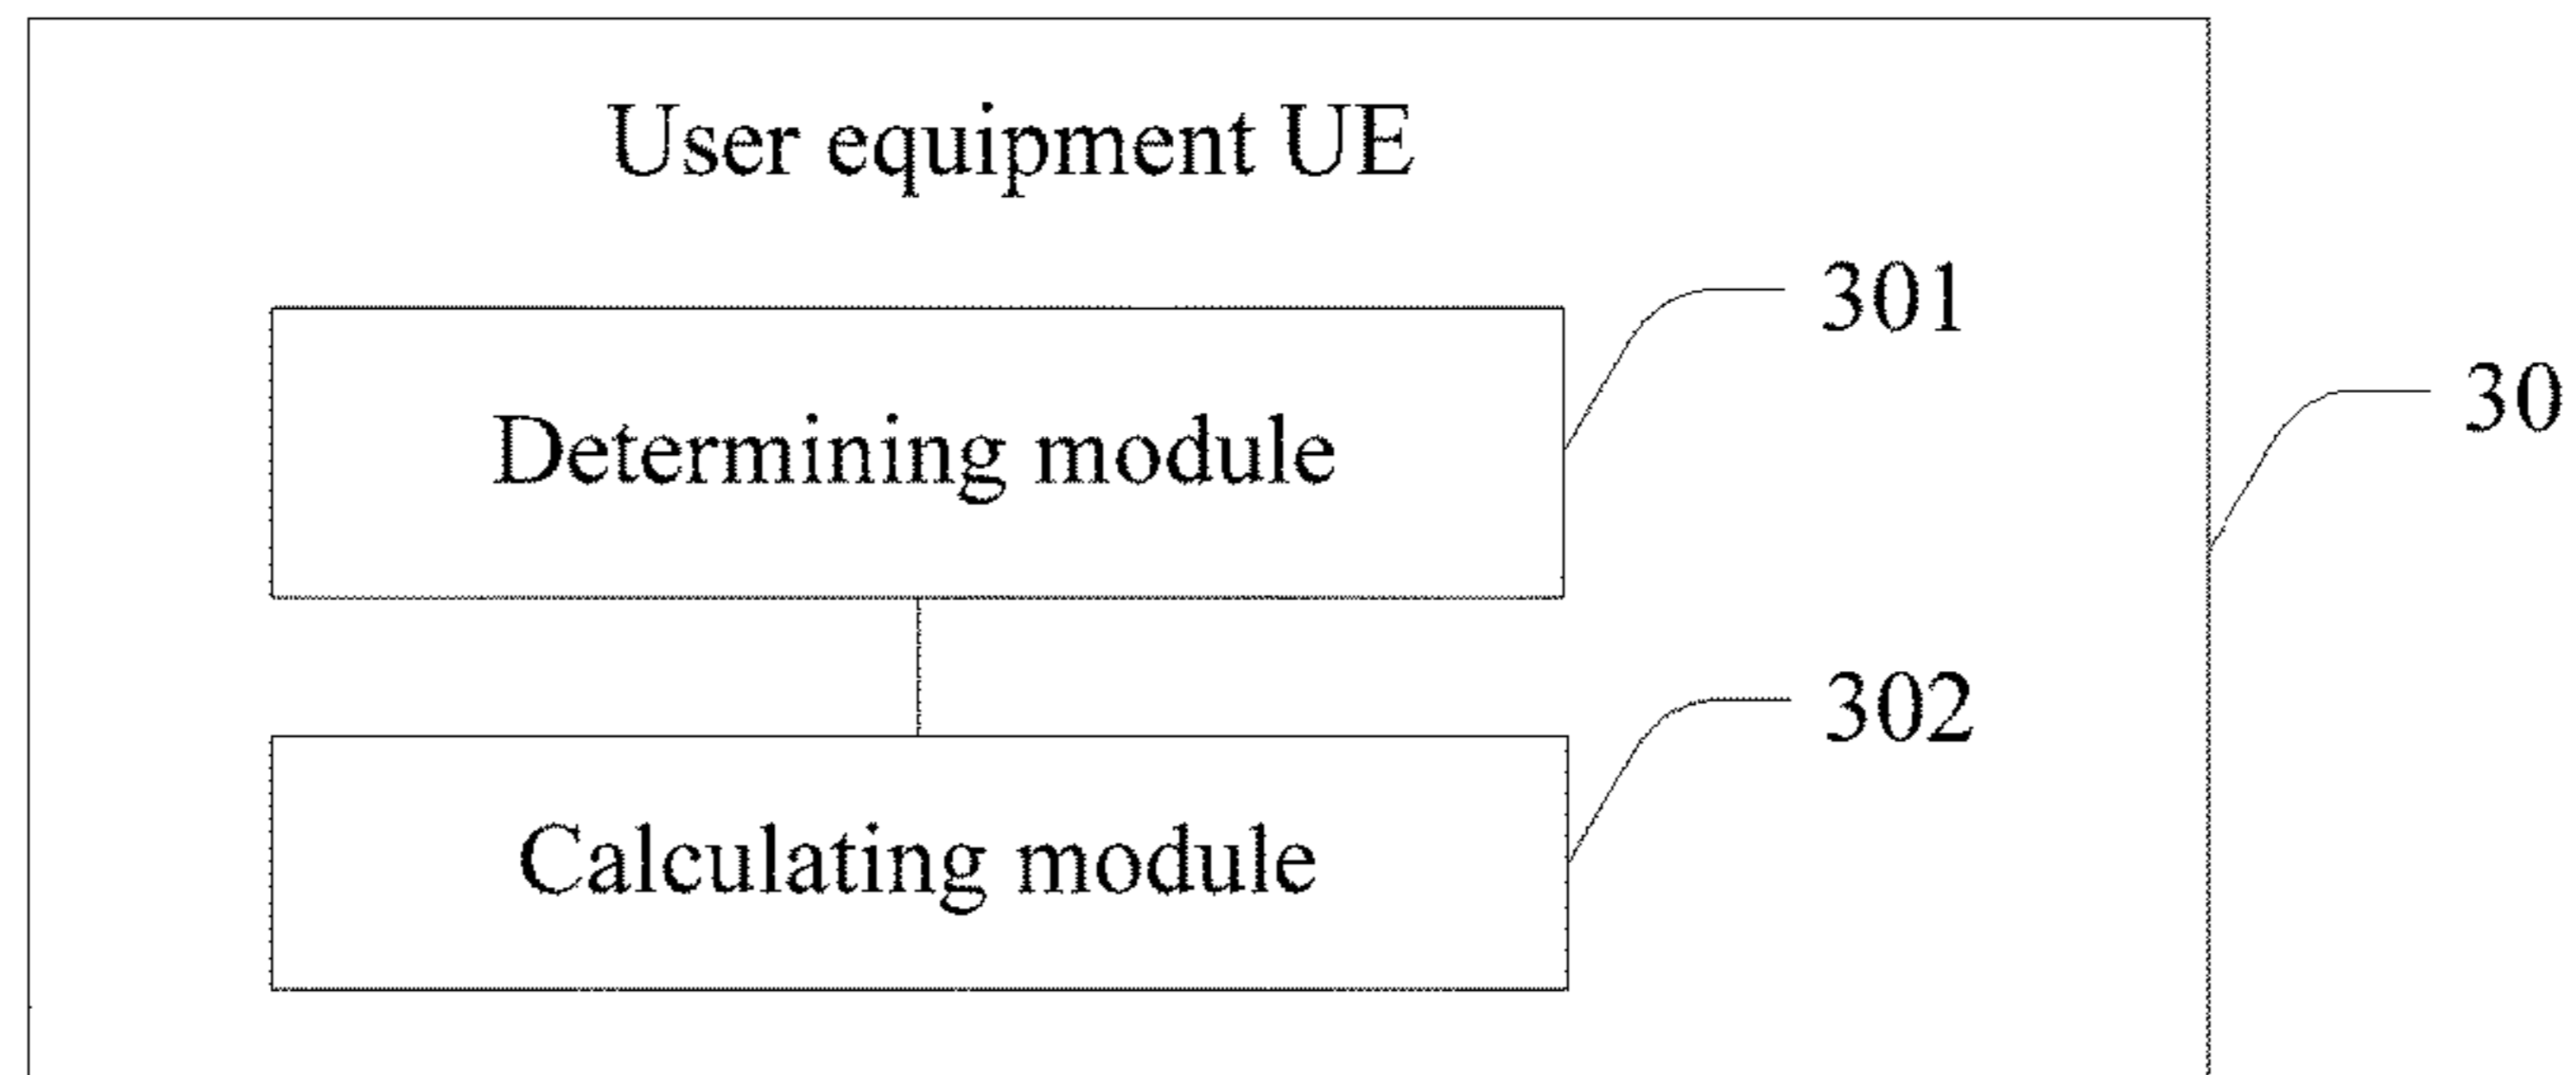 User equipment UE
301
30
Determining module
302
Calculating module